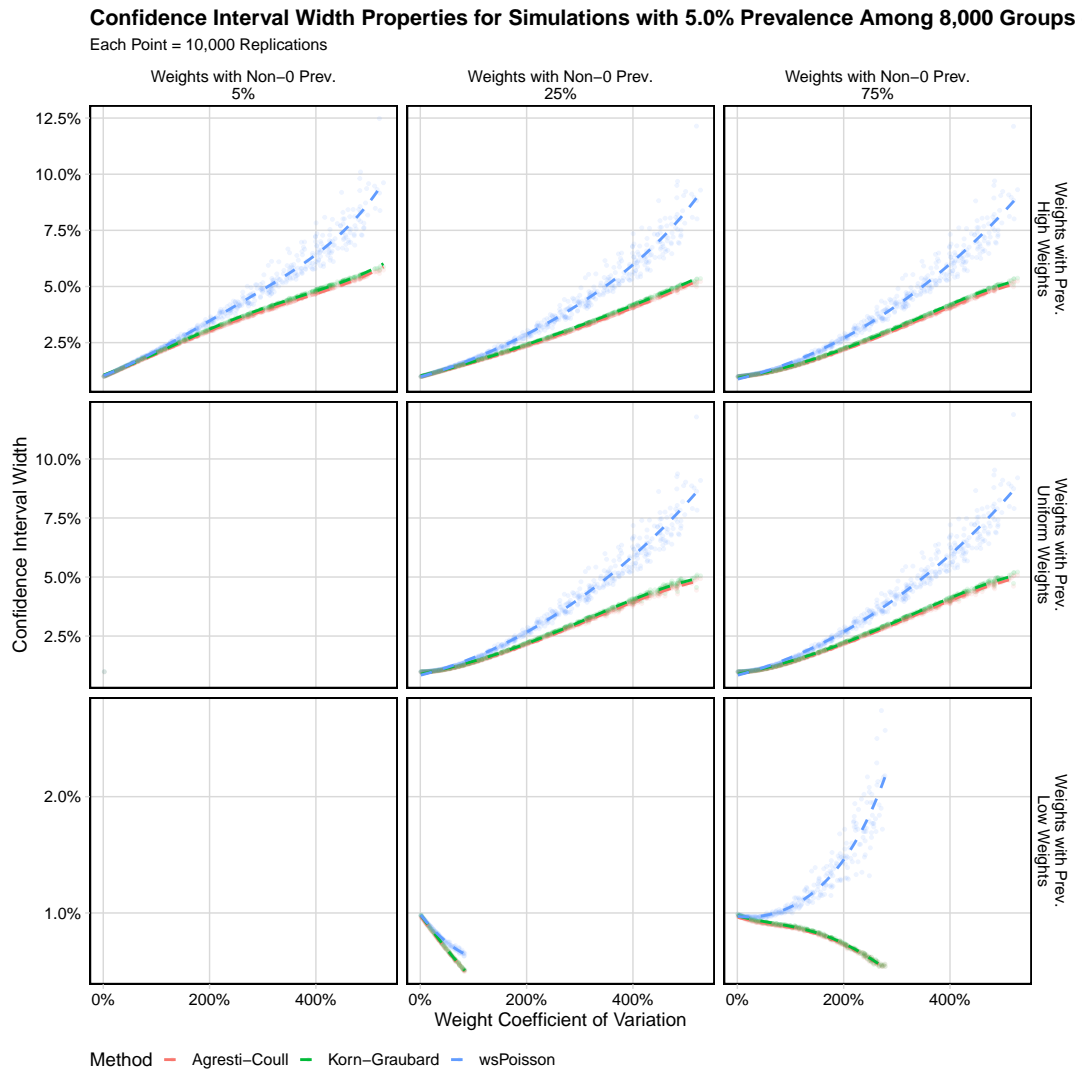 Confidence Interval Width Properties for Simulations with 5.0% Prevalence Among 8,000 Groups
Each Point = 10,000 Replications
Weights with Non−0 Prev.
5%
Weights with Non−0 Prev.
25%
Weights with Non−0 Prev.
75%
12.5%
10.0%
7.5%
5.0%
2.5%
Weights with Prev.
High Weights
10.0%
7.5%
5.0%
2.5%
Weights with Prev.
Uniform Weights
2.0%
1.0%
Weights with Prev.
Low Weights
Confidence Interval Width
0% 200% 400%
0% 200% 400%
0% 200% 400%
Weight Coefficient of Variation
Method Agresti−Coull Korn−Graubard wsPoisson